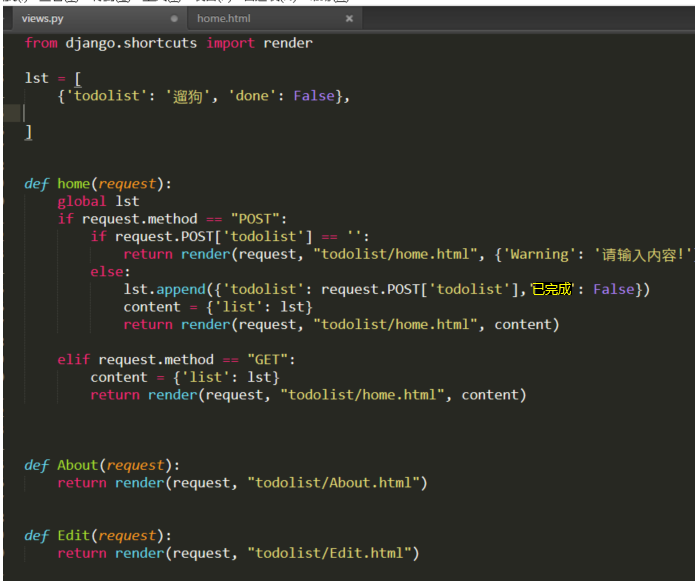 views.py
home.html
from django.shortcuts import render
lst = [
{'todolist': '遛狗', 'done': False},
]
def home(request):
global lst
if request.method == "POST":
if request.POST['todolist'] == '':
return render(request, "todolist/home.html", {'Warning': '请输入内容!'
else:
lst.append({'todolist': request.POST['todolist'],'已完成': False})
content = {'list': lst}
return render(request, "todolist/home.html", content)
elif request.method == "GET":
content = {'list': lst}
return render(request, "todolist/home.html", content)
def About(request):
return render(request, "todolist/About.html")
def Edit(request):
return render(request, "todolist/Edit.html")